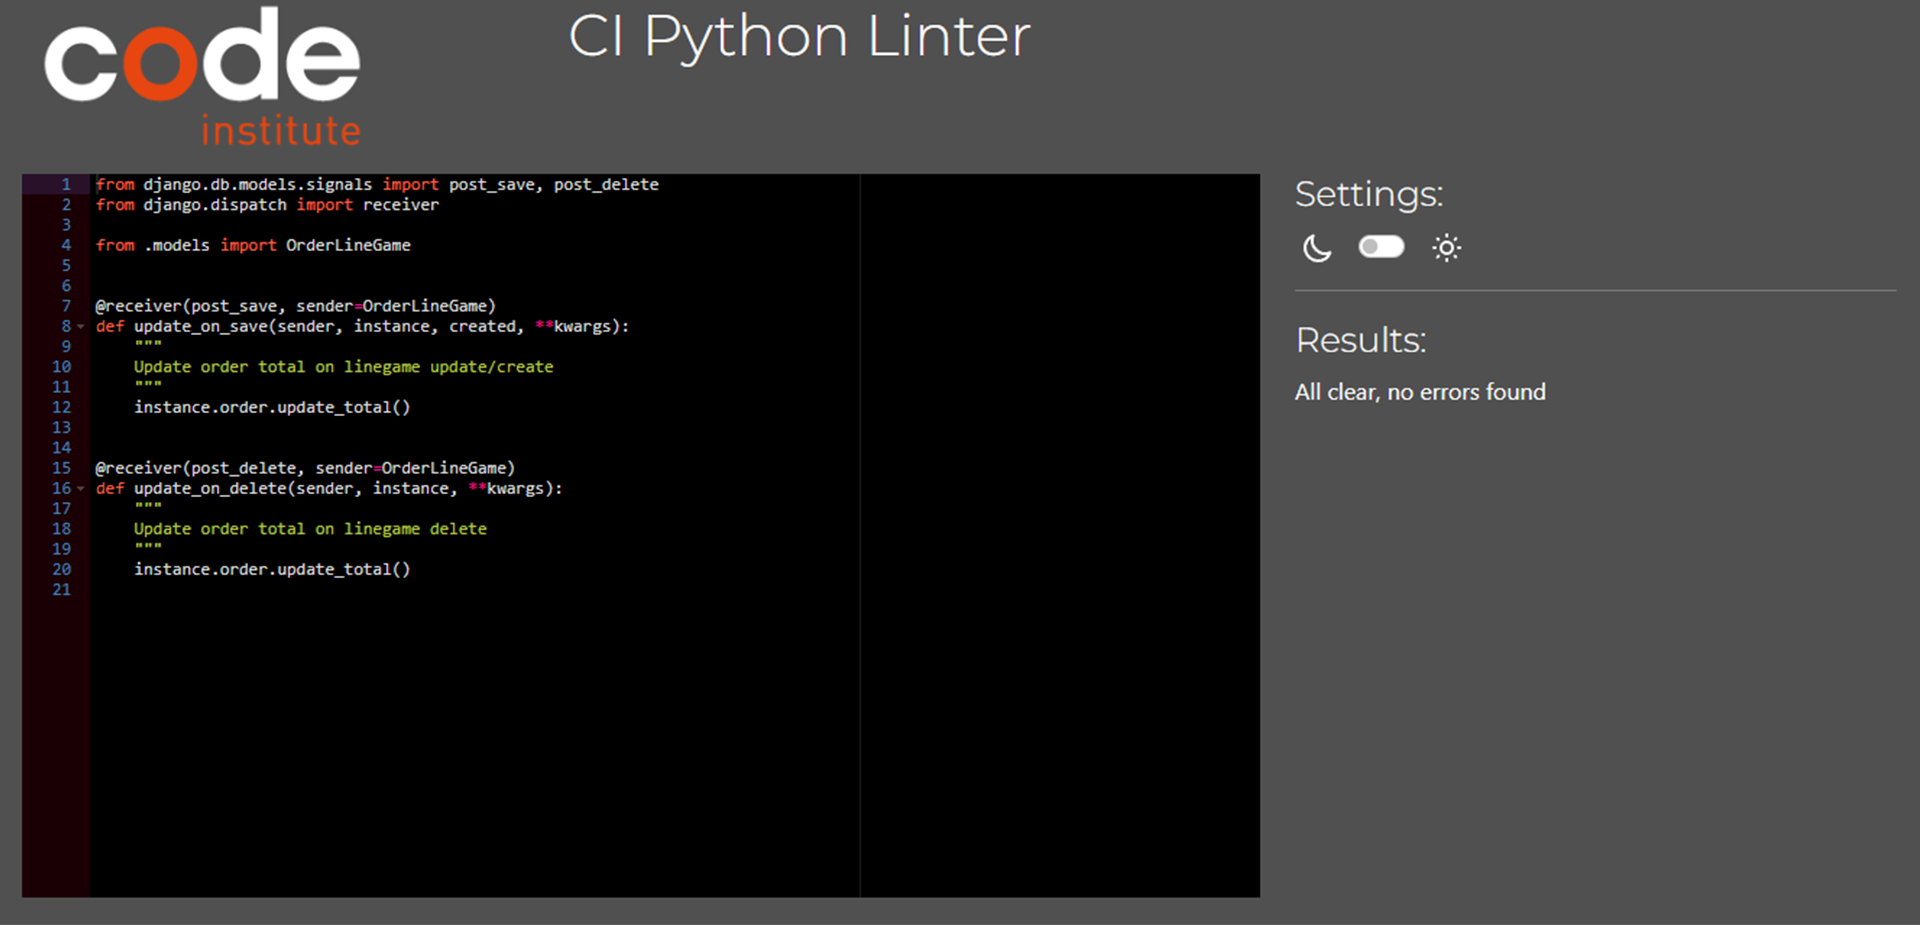 code
institute
CI Python Linter
1 from django.db.models.signals import post_save, post_delete
2 from django.dispatch import receiver
3
4 from .models import OrderLineGame
5
6
7 @receiver(post_save, sender=OrderLineGame)
8 def update_on_save(sender, instance, created, **kwargs):
9     """
10     Update order total on linegame update/create
11     """
12     instance.order.update_total()
13
14
15 @receiver(post_delete, sender=OrderLineGame)
16 def update_on_delete(sender, instance, **kwargs):
17     """
18     Update order total on linegame delete
19     """
20     instance.order.update_total()
21
Settings:
Results:
All clear, no errors found